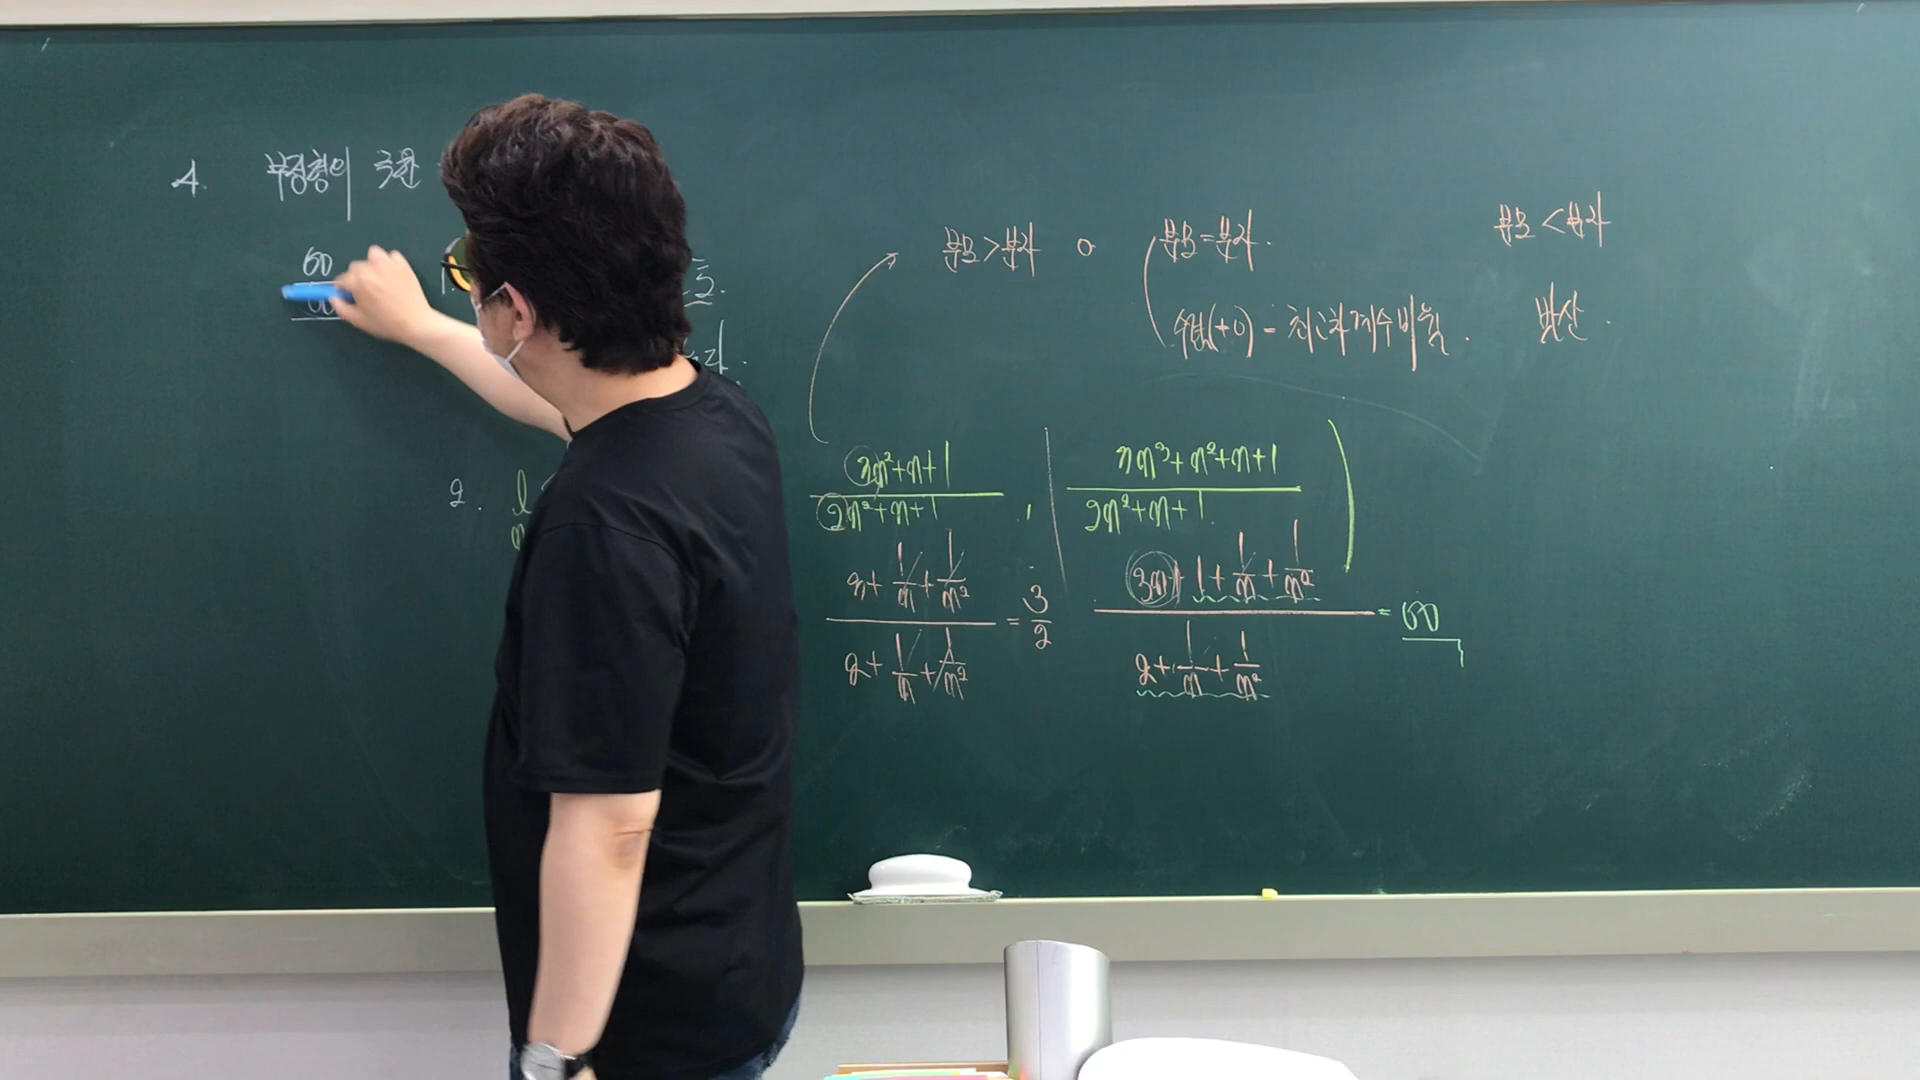 4. 부정형의 극한
∞
∞
1.
분모>분자 0
분모=분자.
수렴(≠0) - 최고차계수비율.
분모<분자
발산.
2. l
3n²+n+1
2n²+n+1
,
3n³+n²+n+1
2n²+n+1
3+1/n+1/n²
2+1/n+1/n²
=3/2
3n+1+1/n+1/n²
2+1/n+1/n²
=∞